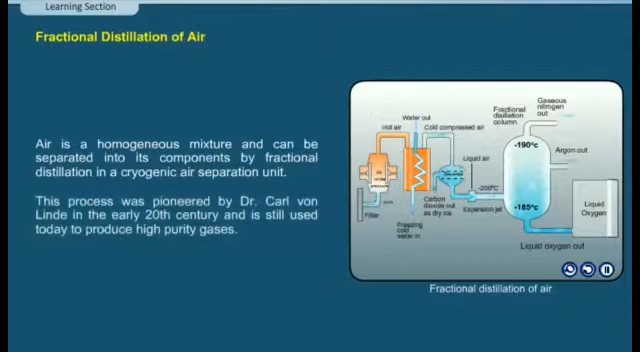 Learning Section
Fractional Distillation of Air
Air is a homogeneous mixture and can be
separated into its components by fractional
distillation in a cryogenic air separation unit.
This process was pioneered by Dr. Carl von
Linde in the early 20th century and is still used
today to produce high purity gases.
Gaseous
nitrogen
out
Fractional
distillation
column
Water out
Hot air
Cold compressed air
-190°c
Argon out
Liquid air
Air
under
pressure
-200°C
Carbon
dioxide out
as dry ice
Expansion jet
-185°c
Liquid
Oxygen
Filter
Freezing
cold
water in
Liquid oxygen out
Fractional distillation of air